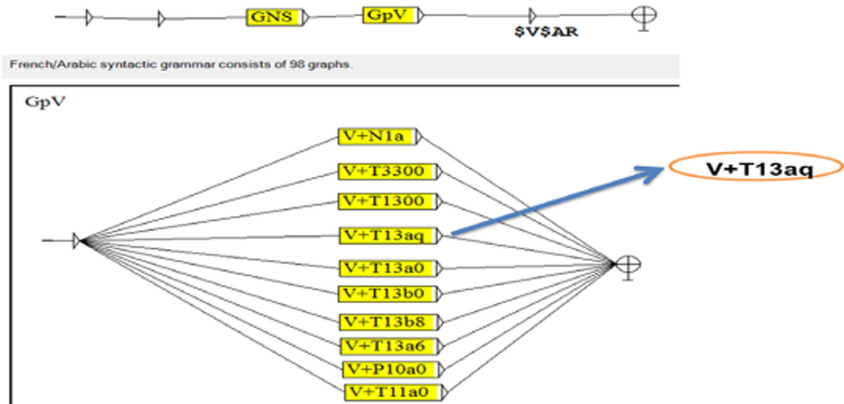 GNS GpV
$V$AR
French/Arabic syntactic grammar consists of 98 graphs.
GpV
V+N1a
V+T3300
V+T1300
V+T13aq
V+T13aq
V+T13a0
V+T13b0
V+T13b8
V+T13a6
V+P10a0
V+T11a0